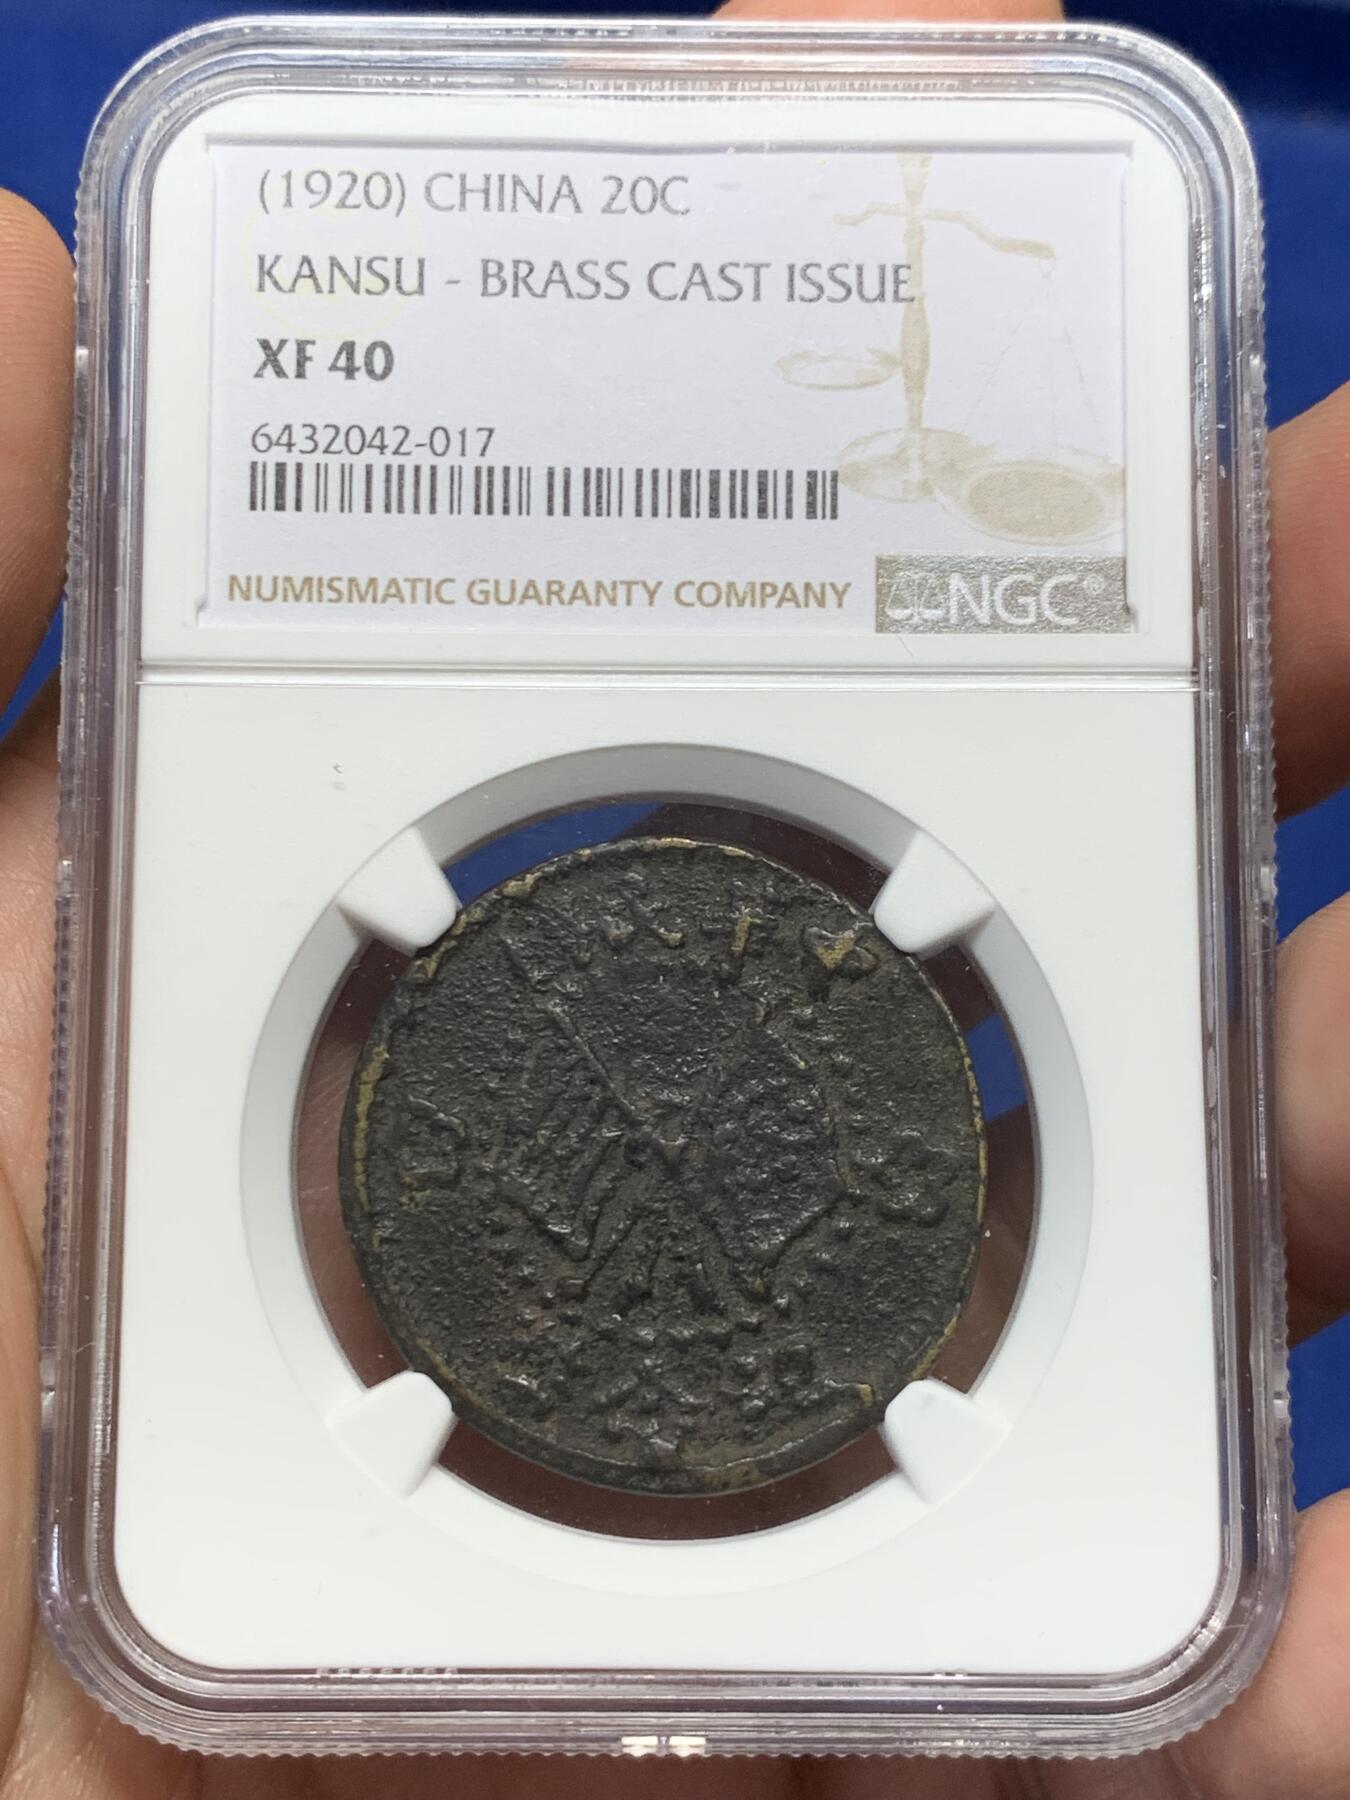 (1920) CHINA 20C
KANSU - BRASS CAST ISSUE
XF 40
6432042-017
NUMISMATIC GUARANTY COMPANY
NGC®